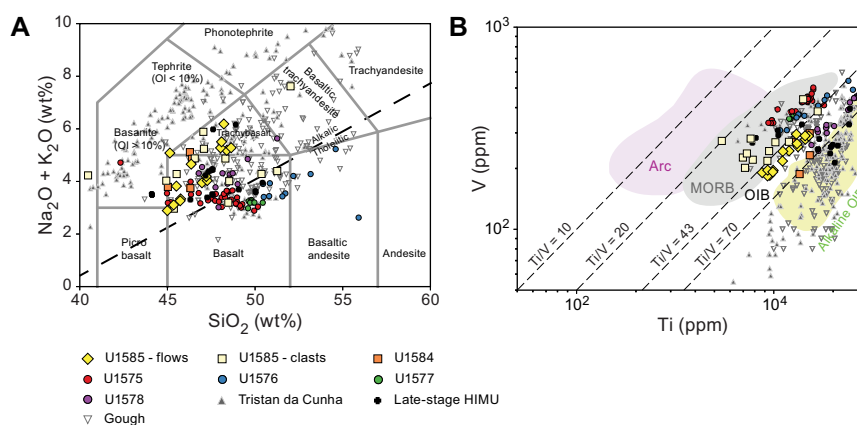 A
Na2O + K2O (wt%)
10
8
6
4
2
0
40
45
50
55
60
SiO2 (wt%)
Phonotephrite
Tephrite
(Ol < 10%)
Basaltic
trachyandesite
Trachyandesite
Basanite
(Ol > 10%)
Trachybasalt
Alkalic
Tholeiitic
Picro
basalt
Basalt
Basaltic
andesite
Andesite
B
V (ppm)
10²
10²
10⁴
Ti (ppm)
Arc
MORB
OIB
Ti/V = 10
Ti/V = 20
Ti/V = 43
Ti/V = 70
U1585 - flows
U1585 - clasts
U1584
U1575
U1576
U1577
U1578
Tristan da Cunha
Late-stage HIMU
Gough